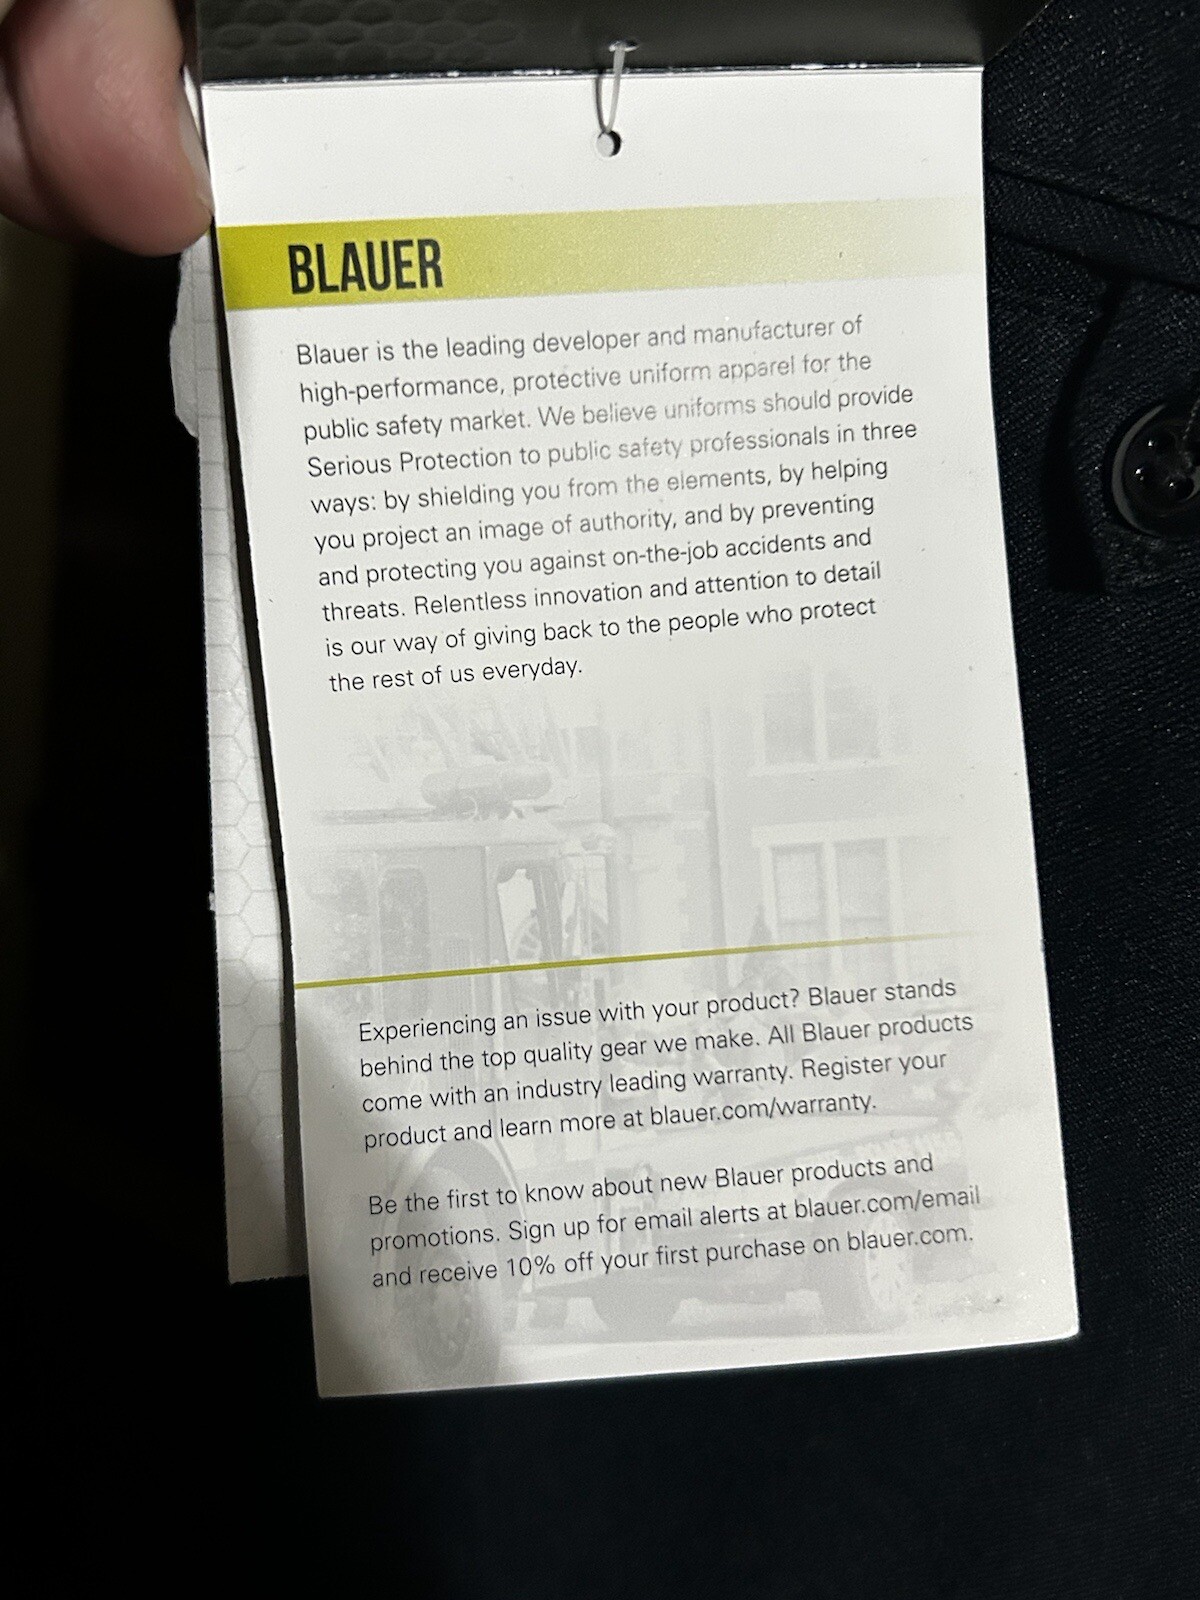 BLAUER
Blauer is the leading developer and manufacturer of
high-performance, protective uniform apparel for the
public safety market. We believe uniforms should provide
Serious Protection to public safety professionals in three
ways: by shielding you from the elements, by helping
you project an image of authority, and by preventing
and protecting you against on-the-job accidents and
threats. Relentless innovation and attention to detail
is our way of giving back to the people who protect
the rest of us everyday.
Experiencing an issue with your product? Blauer stands
behind the top quality gear we make. All Blauer products
come with an industry leading warranty. Register your
product and learn more at blauer.com/warranty.
Be the first to know about new Blauer products and
promotions. Sign up for email alerts at blauer.com/email
and receive 10% off your first purchase on blauer.com.